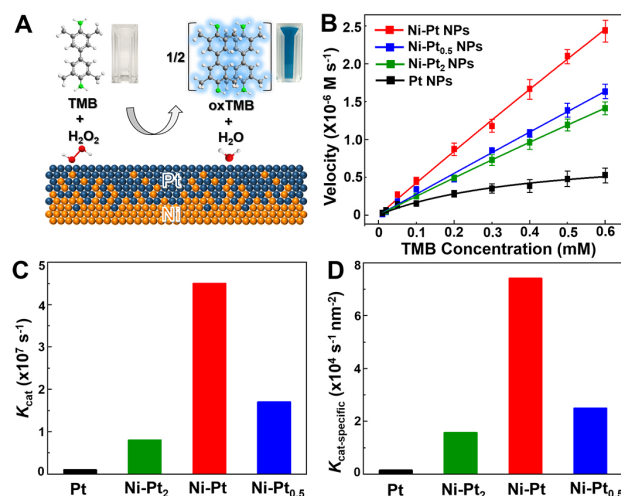 A
1/2
TMB
+
H₂O₂
oxTMB
+
H₂O
Pt
Ni
B
Velocity (X10⁻⁶ M s⁻¹)
2.5
2.0
1.5
1.0
0.5
0
Ni-Pt NPs
Ni-Pt₀.₅ NPs
Ni-Pt₂ NPs
Pt NPs
0 0.1 0.2 0.3 0.4 0.5 0.6
TMB Concentration (mM)
C
K_cat (x10⁷ s⁻¹)
5
4
3
2
1
0
Pt Ni-Pt₂ Ni-Pt Ni-Pt₀.₅
D
K_cat-specific (x10⁴ s⁻¹ nm⁻²)
8
6
4
2
0
Pt Ni-Pt₂ Ni-Pt Ni-Pt₀.₅